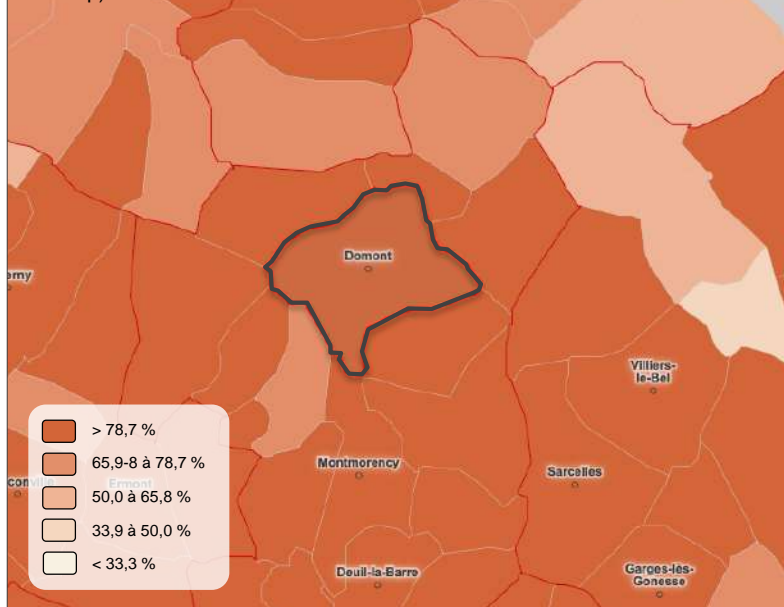 Domont
Villiers-
le-Bel
> 78,7 %
65,9-8 à 78,7 %
50,0 à 65,8 %
33,9 à 50,0 %
< 33,3 %
Ermont
Montmorency
Sarcelles
Deuil-la-Barre
Garges-lès-
Gonesse